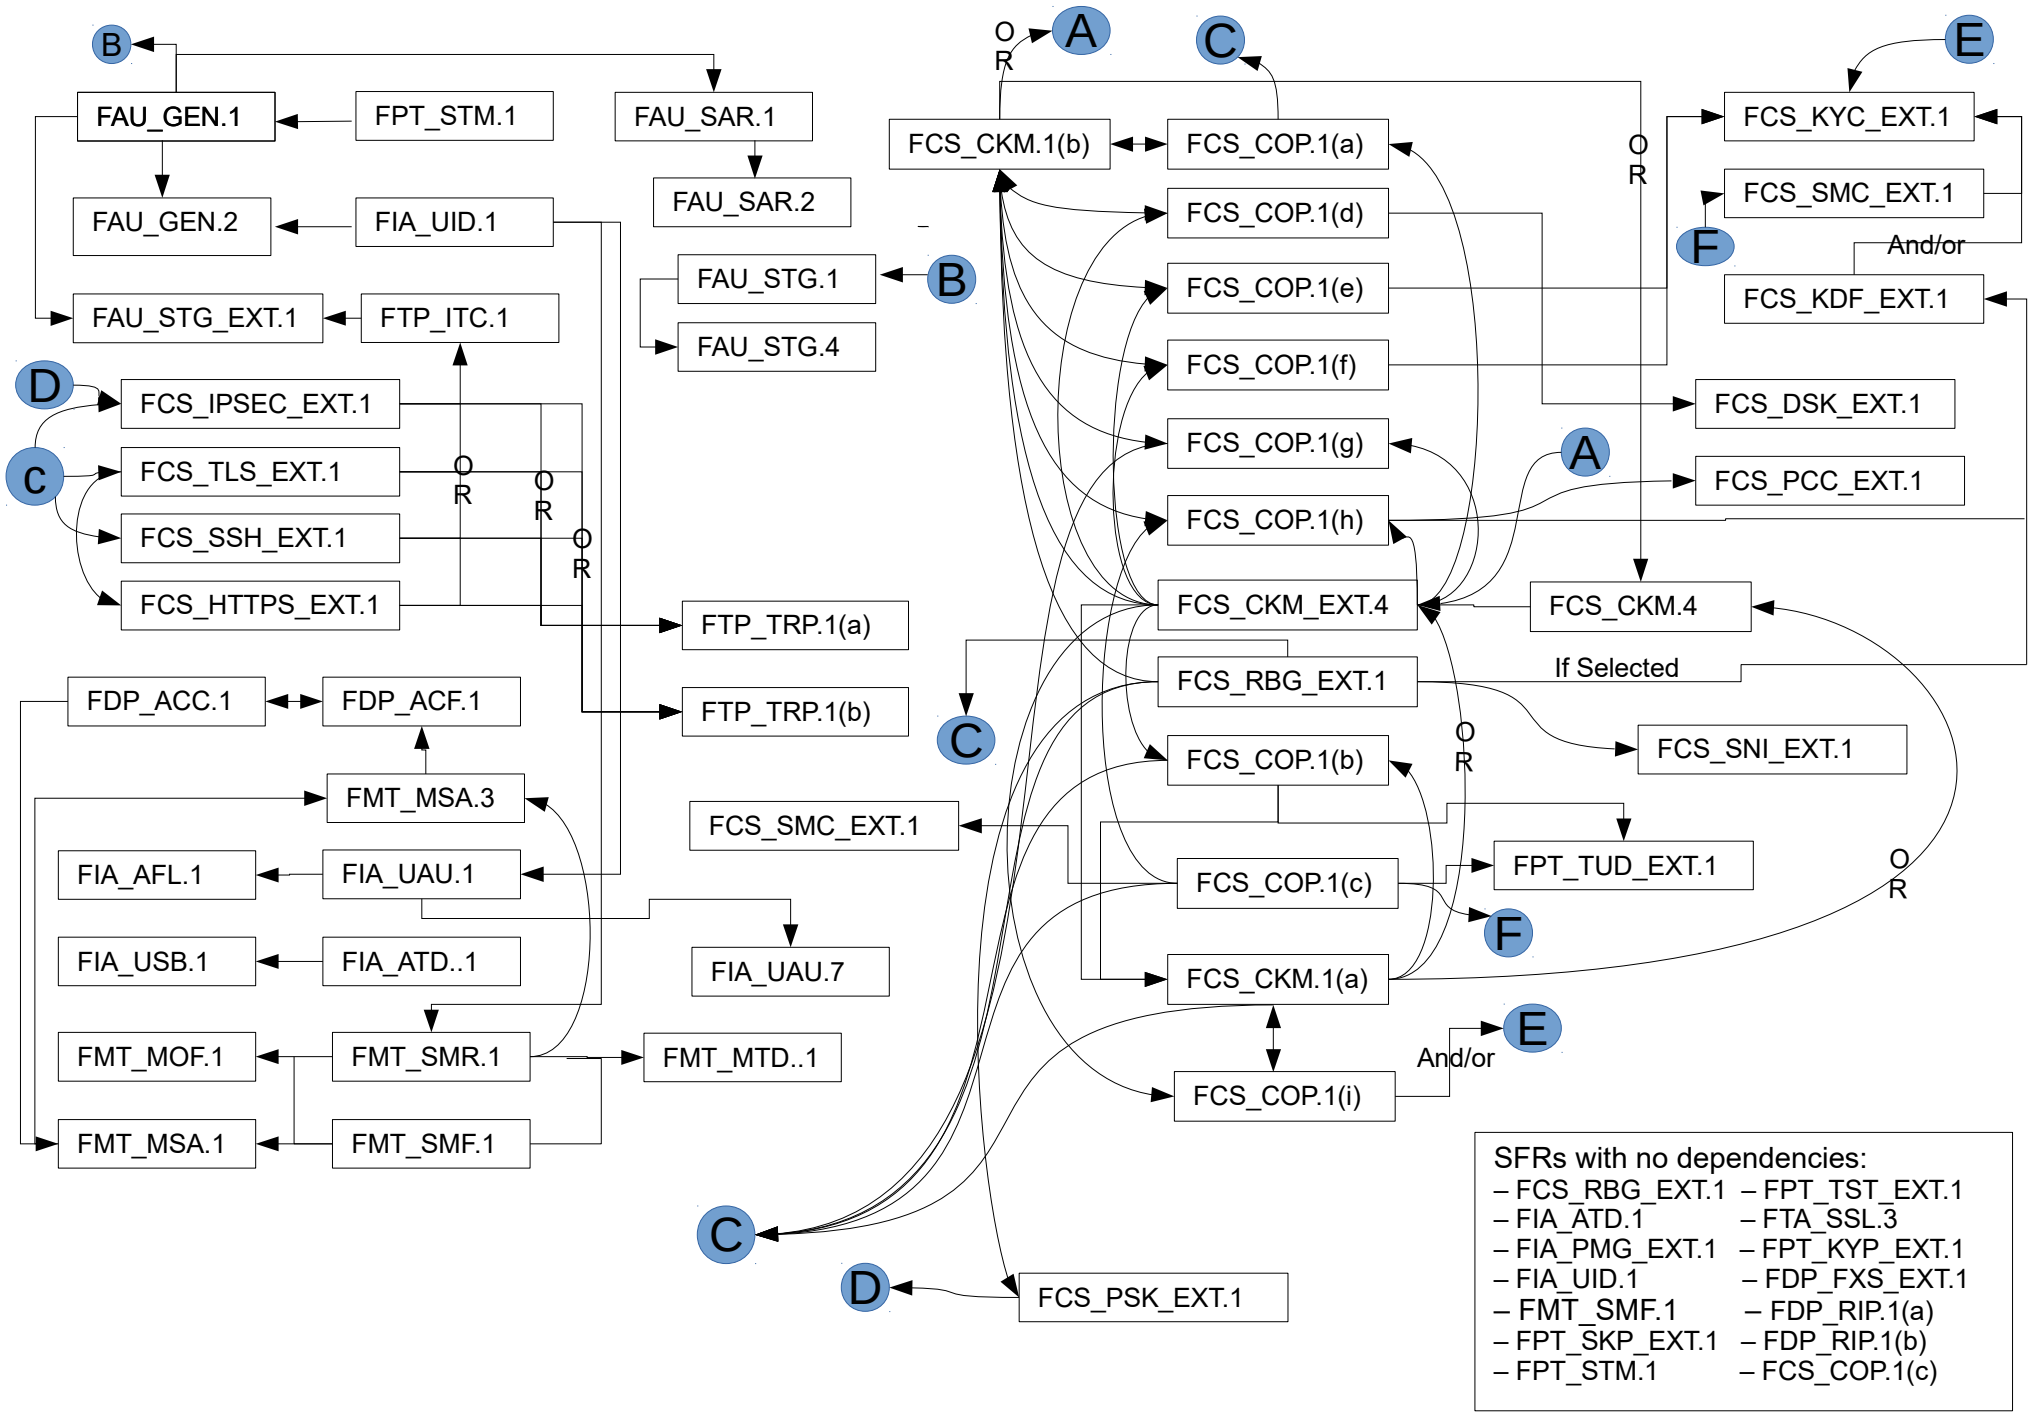 B
FAU_GEN.1
FPT_STM.1
FAU_SAR.1
FAU_SAR.2
FAU_GEN.2
FIA_UID.1
FAU_STG.1
B
FAU_STG_EXT.1
FTP_ITC.1
FAU_STG.4
D
FCS_IPSEC_EXT.1
c
FCS_TLS_EXT.1
FCS_SSH_EXT.1
FCS_HTTPS_EXT.1
O
R
O
R
O
R
FTP_TRP.1(a)
FTP_TRP.1(b)
FDP_ACC.1
FDP_ACF.1
FMT_MSA.3
FCS_SMC_EXT.1
FIA_AFL.1
FIA_UAU.1
FIA_USB.1
FIA_ATD..1
FIA_UAU.7
FMT_MOF.1
FMT_SMR.1
FMT_MTD..1
FMT_MSA.1
FMT_SMF.1
O
R
A
C
E
FCS_CKM.1(b)
FCS_COP.1(a)
O
R
FCS_KYC_EXT.1
FCS_COP.1(d)
FCS_SMC_EXT.1
F
And/or
–
FCS_COP.1(e)
FCS_KDF_EXT.1
FCS_COP.1(f)
FCS_DSK_EXT.1
FCS_COP.1(g)
A
FCS_PCC_EXT.1
FCS_COP.1(h)
FCS_CKM_EXT.4
FCS_CKM.4
FCS_RBG_EXT.1
If Selected
C
O
R
FCS_COP.1(b)
FCS_SNI_EXT.1
FCS_COP.1(c)
FPT_TUD_EXT.1
O
R
F
FCS_CKM.1(a)
E
And/or
FCS_COP.1(i)
C
D
FCS_PSK_EXT.1
SFRs with no dependencies:
– FCS_RBG_EXT.1 – FPT_TST_EXT.1
– FIA_ATD.1 – FTA_SSL.3
– FIA_PMG_EXT.1 – FPT_KYP_EXT.1
– FIA_UID.1 – FDP_FXS_EXT.1
– FMT_SMF.1 – FDP_RIP.1(a)
– FPT_SKP_EXT.1 – FDP_RIP.1(b)
– FPT_STM.1 – FCS_COP.1(c)